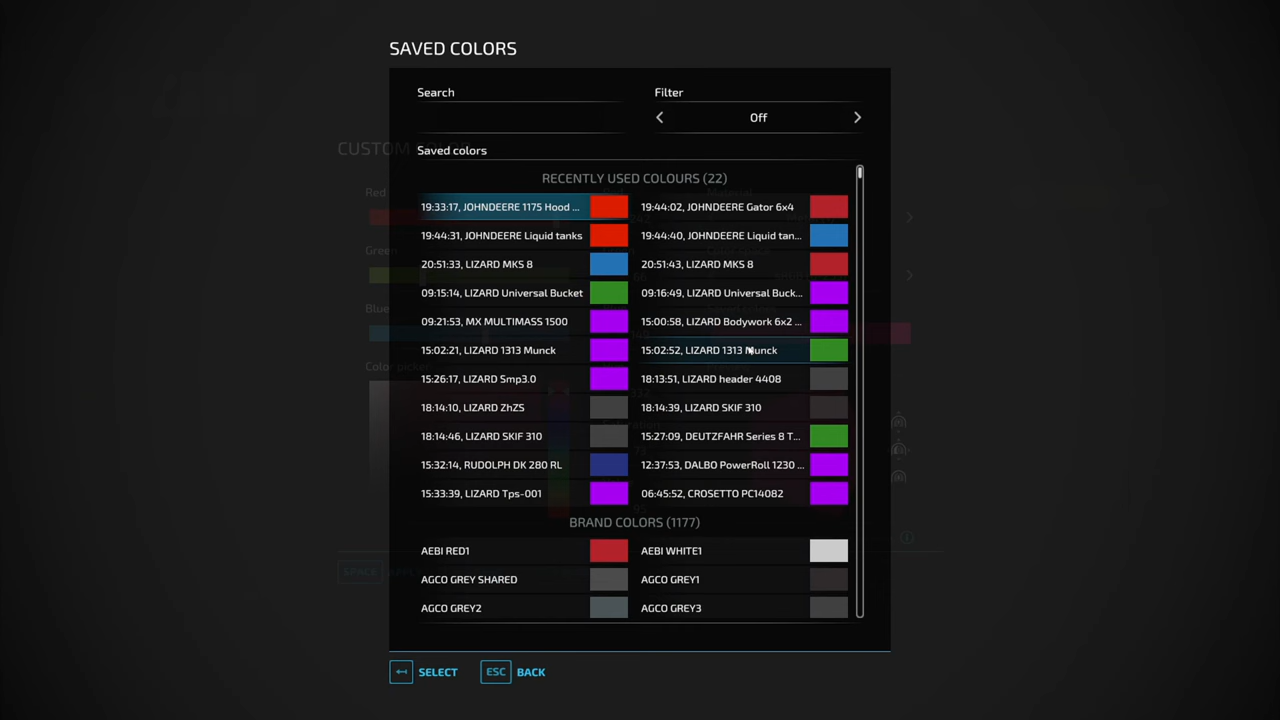 SAVED COLORS
Search
Filter
Off
CUSTOM
Saved colors
RECENTLY USED COLOURS (22)
Red
19:33:17, JOHNDEERE 1175 Hood ...
19:44:02, JOHNDEERE Gator 6x4
19:44:31, JOHNDEERE Liquid tanks
19:44:40, JOHNDEERE Liquid tan...
Green
20:51:33, LIZARD MKS 8
20:51:43, LIZARD MKS 8
09:15:14, LIZARD Universal Bucket
09:16:49, LIZARD Universal Buck...
Blue
09:21:53, MX MULTIMASS 1500
15:00:58, LIZARD Bodywork 6x2 ...
15:02:21, LIZARD 1313 Munck
15:02:52, LIZARD 1313 Munck
Color picker
15:26:17, LIZARD Smp3.0
18:13:51, LIZARD header 4408
18:14:10, LIZARD ZhZS
18:14:39, LIZARD SKIF 310
18:14:46, LIZARD SKIF 310
15:27:09, DEUTZFAHR Series 8 T...
15:32:14, RUDOLPH DK 280 RL
12:37:53, DALBO PowerRoll 1230 ...
15:33:39, LIZARD Tps-001
06:45:52, CROSETTO PC14082
BRAND COLORS (1177)
AEBI RED1
AEBI WHITE1
SPACE
AGCO GREY SHARED
AGCO GREY1
AGCO GREY2
AGCO GREY3
SELECT
ESC BACK